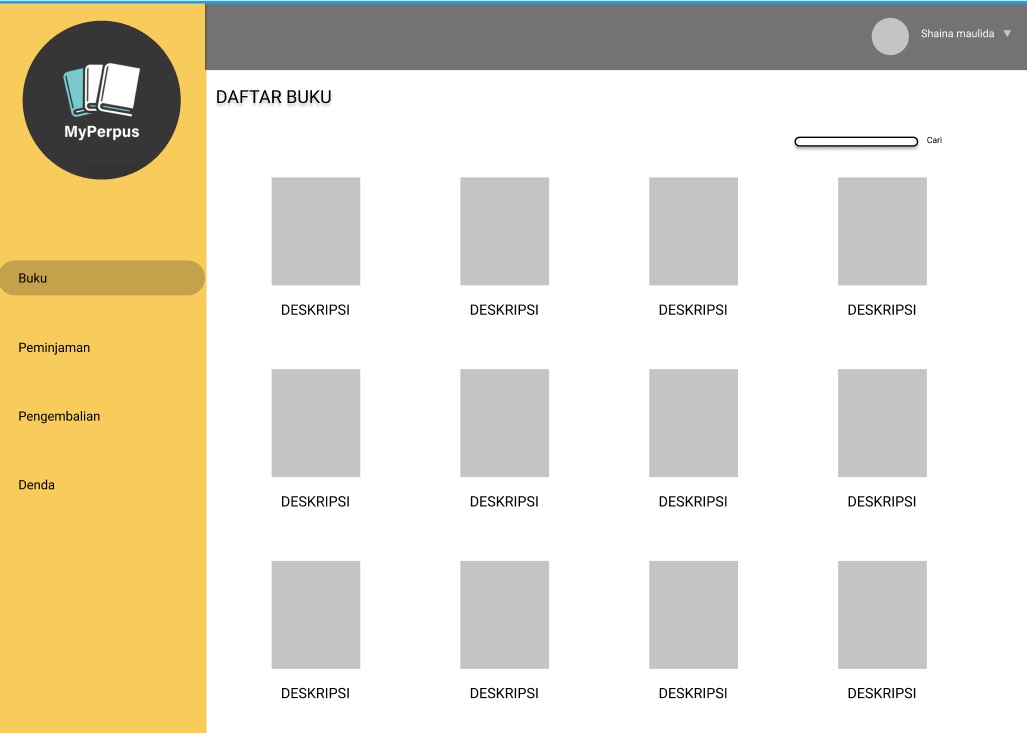 MyPerpus
Shaina maulida
DAFTAR BUKU
Cari
Buku
Peminjaman
Pengembalian
Denda
DESKRIPSI DESKRIPSI DESKRIPSI DESKRIPSI
DESKRIPSI DESKRIPSI DESKRIPSI DESKRIPSI
DESKRIPSI DESKRIPSI DESKRIPSI DESKRIPSI